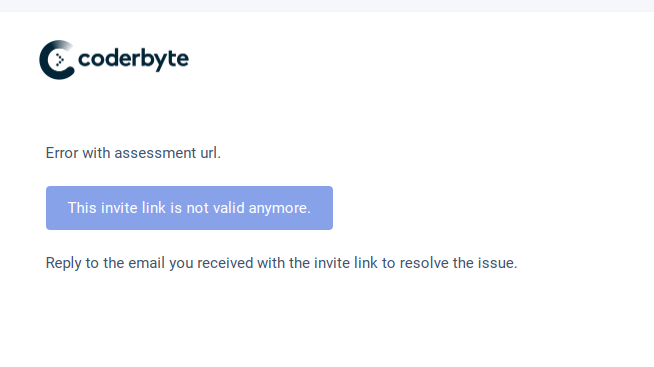 coderbyte
Error with assessment url.
This invite link is not valid anymore.
Reply to the email you received with the invite link to resolve the issue.